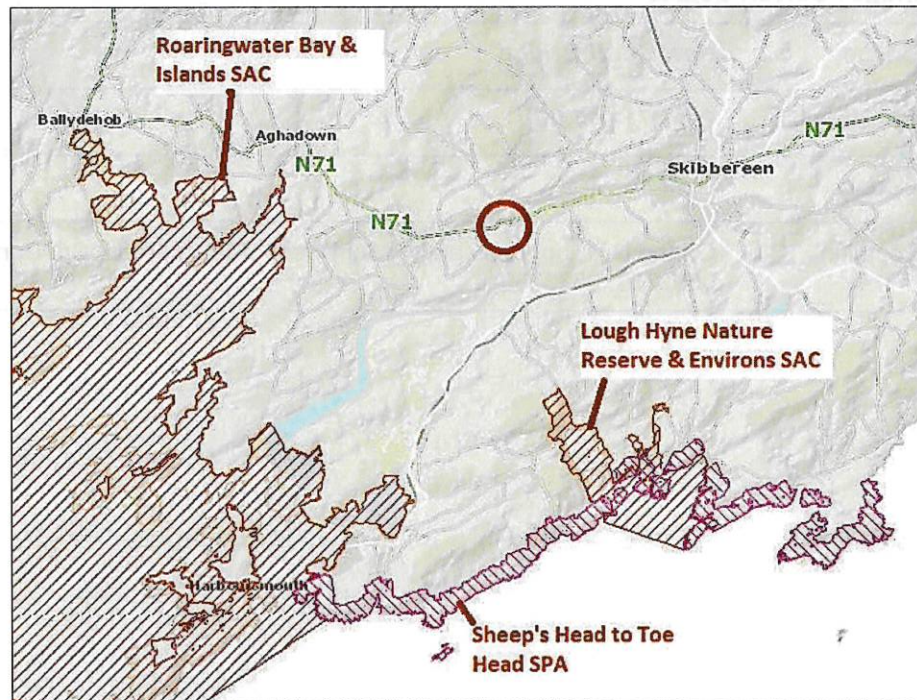 Roaringwater Bay &
Islands SAC
Ballydehob
Aghadown
N71
N71
Skibbereen
N71
Lough Hyne Nature
Reserve & Environs SAC
Harboursmouth
Sheep's Head to Toe
Head SPA